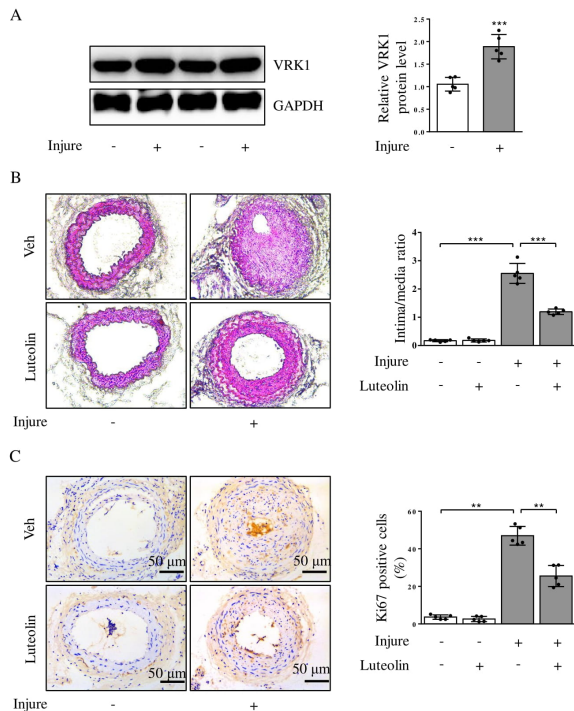 A
VRK1
GAPDH
Injure - + - +
Relative VRK1
protein level
2.5
2.0
1.5
1.0
0.5
0.0
***
Injure - +
B
Veh
Luteolin
Injure - +
Intima/media ratio
4
3
2
1
0
*** ***
Injure - - + +
Luteolin - + - +
C
Veh
50 μm 50 μm
Luteolin
50 μm 50 μm
Injure - +
Ki67 positive cells
(%)
60
40
20
0
** **
Injure - - + +
Luteolin - + - +